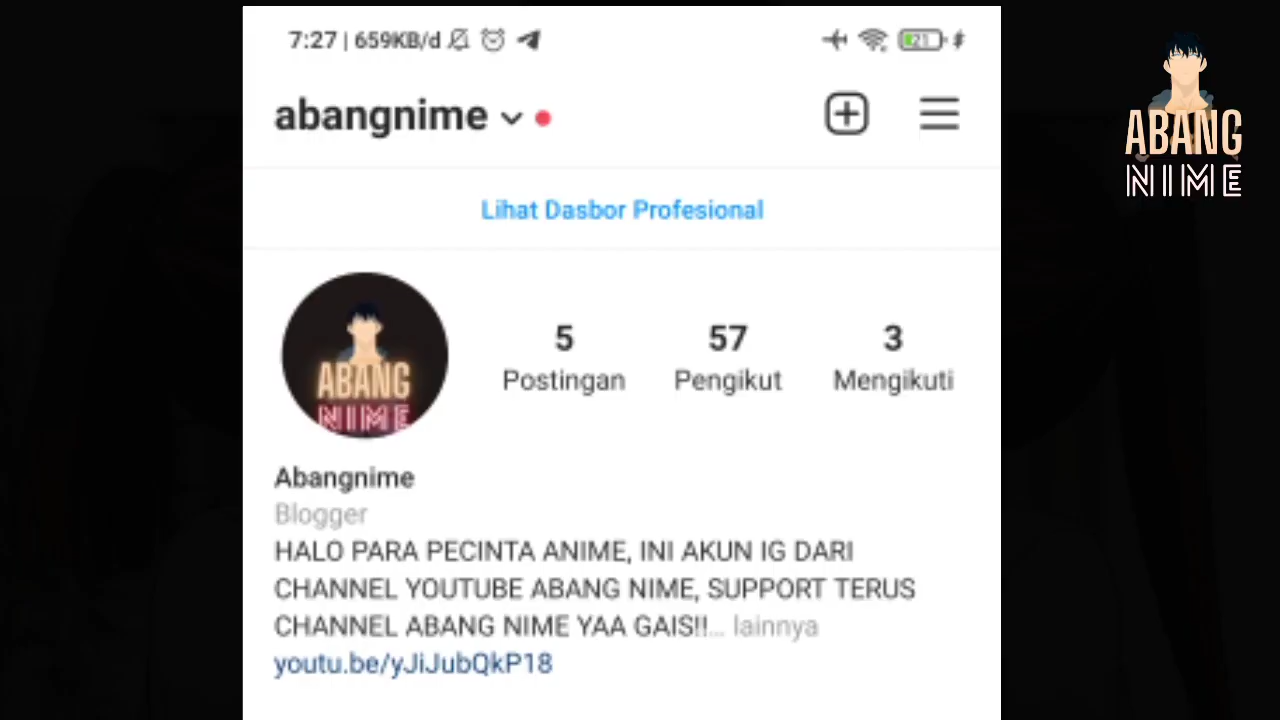 7:27 | 659KB/d
21
abangnime
ABANG
NIME
Lihat Dasbor Profesional
ABANG
NIME
5
57
3
Postingan
Pengikut
Mengikuti
Abangnime
Blogger
HALO PARA PECINTA ANIME, INI AKUN IG DARI
CHANNEL YOUTUBE ABANG NIME, SUPPORT TERUS
CHANNEL ABANG NIME YAA GAIS!!... lainnya
youtu.be/yJiJubQkP18